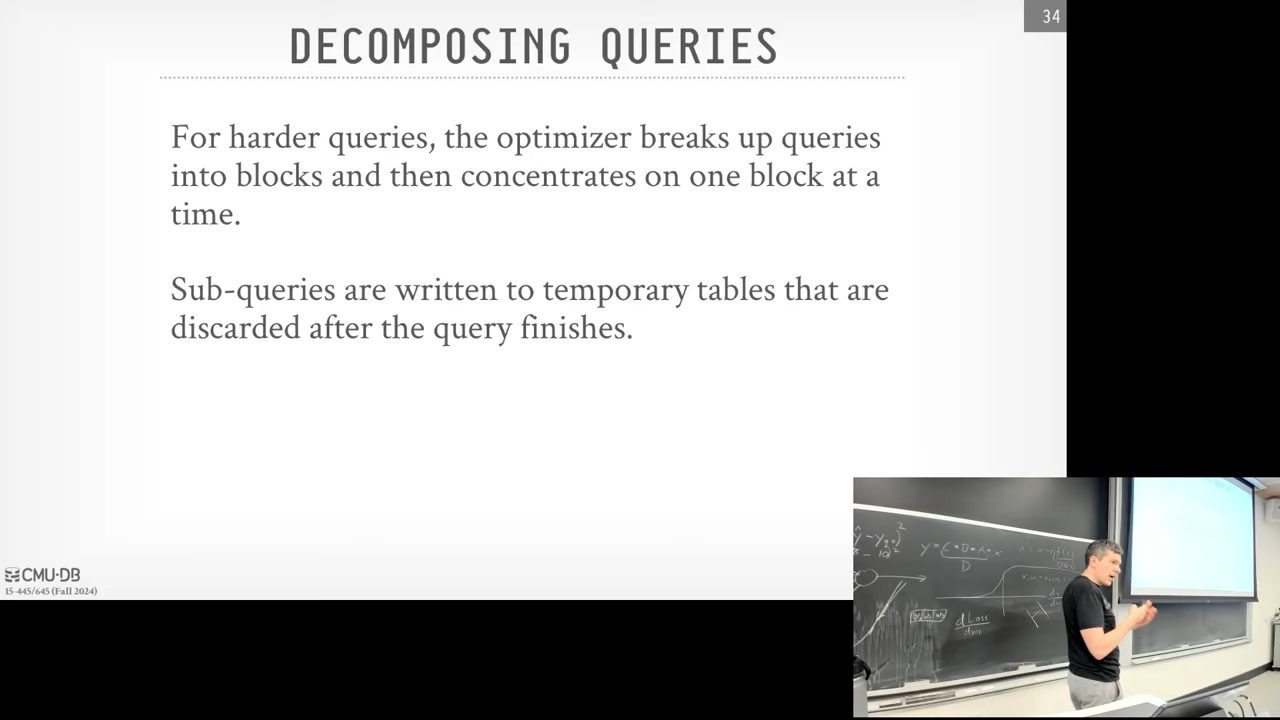 34
DECOMPOSING QUERIES
For harder queries, the optimizer breaks up queries
into blocks and then concentrates on one block at a
time.
Sub-queries are written to temporary tables that are
discarded after the query finishes.
CMU·DB
15-445/645 (Fall 2024)
D
dLoss